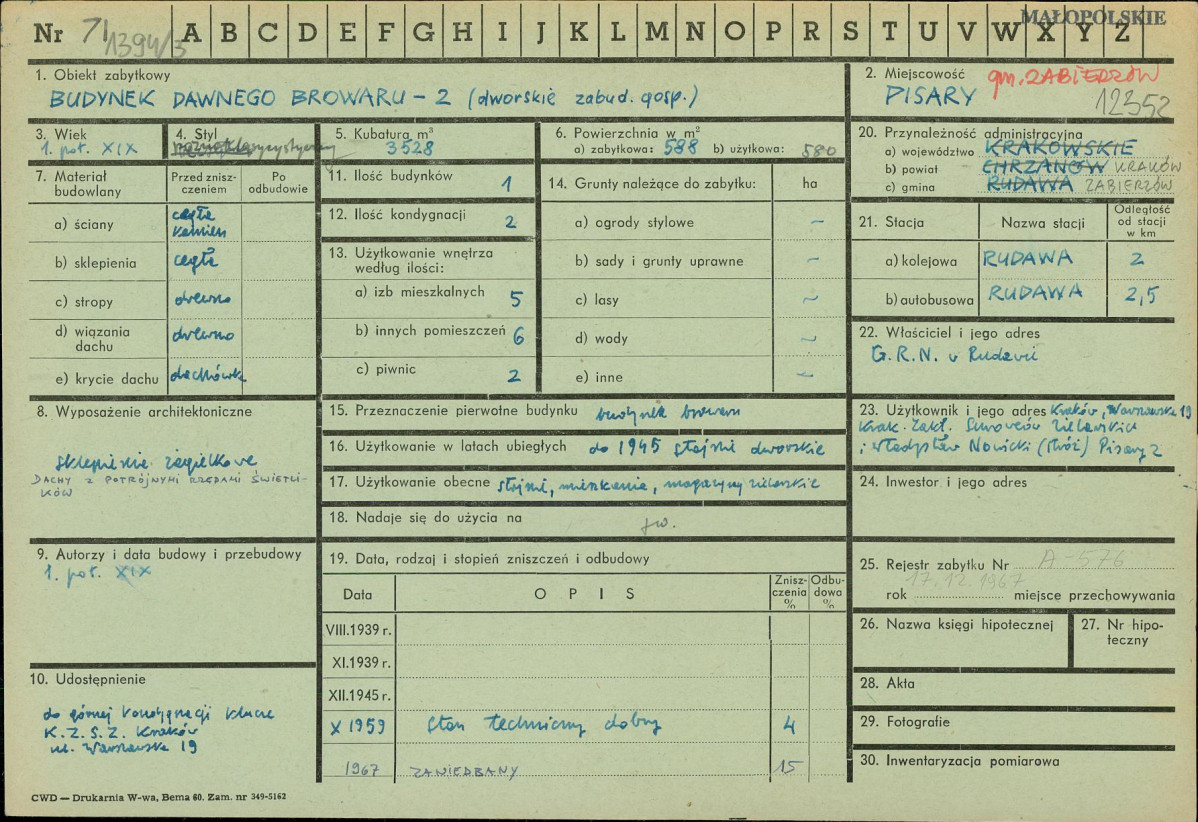 MAŁOPOLSKIE
Nr 71 1394/3 A B C D E F G H I J K L M N O P R S T U V W X Y Z
1. Obiekt zabytkowy
BUDYNEK DAWNEGO BROWARU - 2 (dworskie zabud. gosp.)
2. Miejscowość gm. ZABIERZÓW
PISARY 12352
3. Wiek
1. poł. XIX
4. Styl
5. Kubatura m³
3528
6. Powierzchnia w m²
a) zabytkowa: 588 b) użytkowa: 580
20. Przynależność administracyjna
a) województwo KRAKOWSKIE
b) powiat CHRZANÓW KRAKÓW
c) gmina RUDAWA ZABIERZÓW
7. Materiał budowlany
Przed zniszczeniem
Po odbudowie
a) ściany cegła kamień
b) sklepienia cegła
c) stropy drewno
d) wiązania dachu drewno
e) krycie dachu dachówka
11. Ilość budynków 1
12. Ilość kondygnacji 2
13. Użytkowanie wnętrza według ilości:
a) izb mieszkalnych 5
b) innych pomieszczeń 6
c) piwnic 2
14. Grunty należące do zabytku: ha
a) ogrody stylowe -
b) sady i grunty uprawne -
c) lasy ~
d) wody ~
e) inne ~
21. Stacja Nazwa stacji Odległość od stacji w km
a) kolejowa RUDAWA 2
b) autobusowa RUDAWA 2,5
22. Właściciel i jego adres
G.R.N. w Rudawie
8. Wyposażenie architektoniczne
sklepienie żagielkowe
DACHY Z POTRÓJNYMI RZĘDAMI ŚWIETLI-
KÓW
15. Przeznaczenie pierwotne budynku budynek browaru
16. Użytkowanie w latach ubiegłych do 1945 stajnie dworskie
17. Użytkowanie obecne stajnie, mieszkanie, magazyny zielarskie
18. Nadaje się do użycia na jw.
23. Użytkownik i jego adres Kraków, Warszawska 19
Krak. Zakł. Surowców Zielarskich
i Władysław Nowicki (stróż) Pisary 2
24. Inwestor i jego adres
9. Autorzy i data budowy i przebudowy
1. poł. XIX
19. Data, rodzaj i stopień zniszczeń i odbudowy
Data OPIS Zniszczenia % Odbudowa %
VIII.1939 r.
XI.1939 r.
XII.1945 r.
X 1959 Stan techniczny dobry 4
1967 ZANIEDBANY 15
25. Rejestr zabytku Nr A-576
17.12.1967
rok miejsce przechowywania
26. Nazwa księgi hipotecznej
27. Nr hipoteczny
28. Akta
29. Fotografie
30. Inwentaryzacja pomiarowa
10. Udostępnienie
do górnej kondygnacji klucze
K.Z.S.Z. Kraków
ul. Warszawska 19
CWD — Drukarnia W-wa, Bema 60. Zam. nr 349-5162